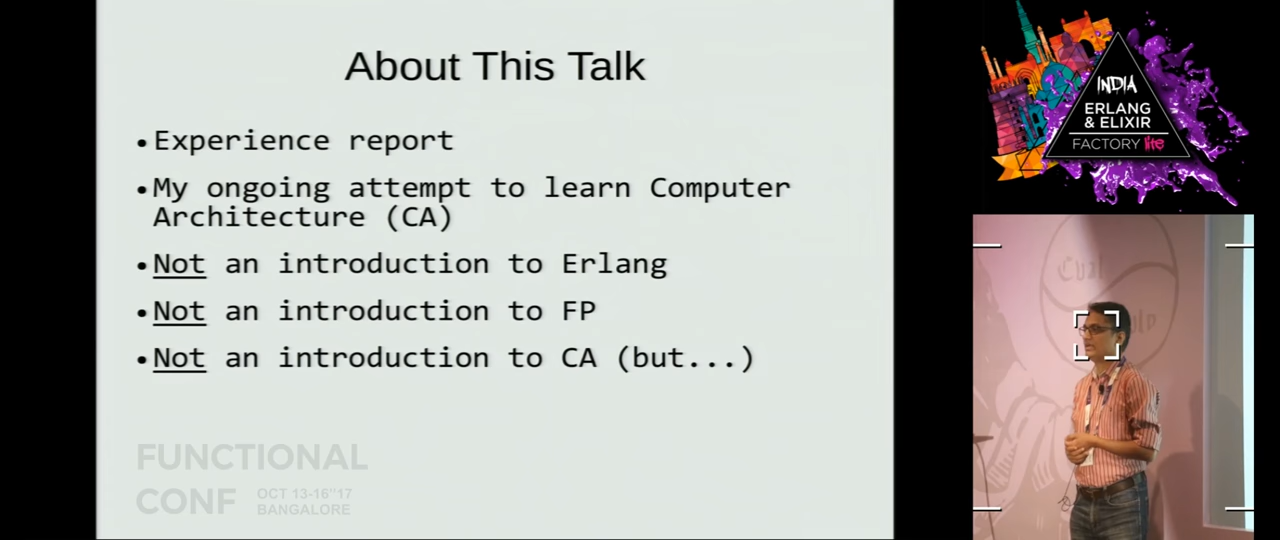 About This Talk
•Experience report
•My ongoing attempt to learn Computer
Architecture (CA)
•Not an introduction to Erlang
•Not an introduction to FP
•Not an introduction to CA (but...)
FUNCTIONAL
CONF OCT 13-16"17
BANGALORE
INDIA
ERLANG
& ELIXIR
FACTORY lite